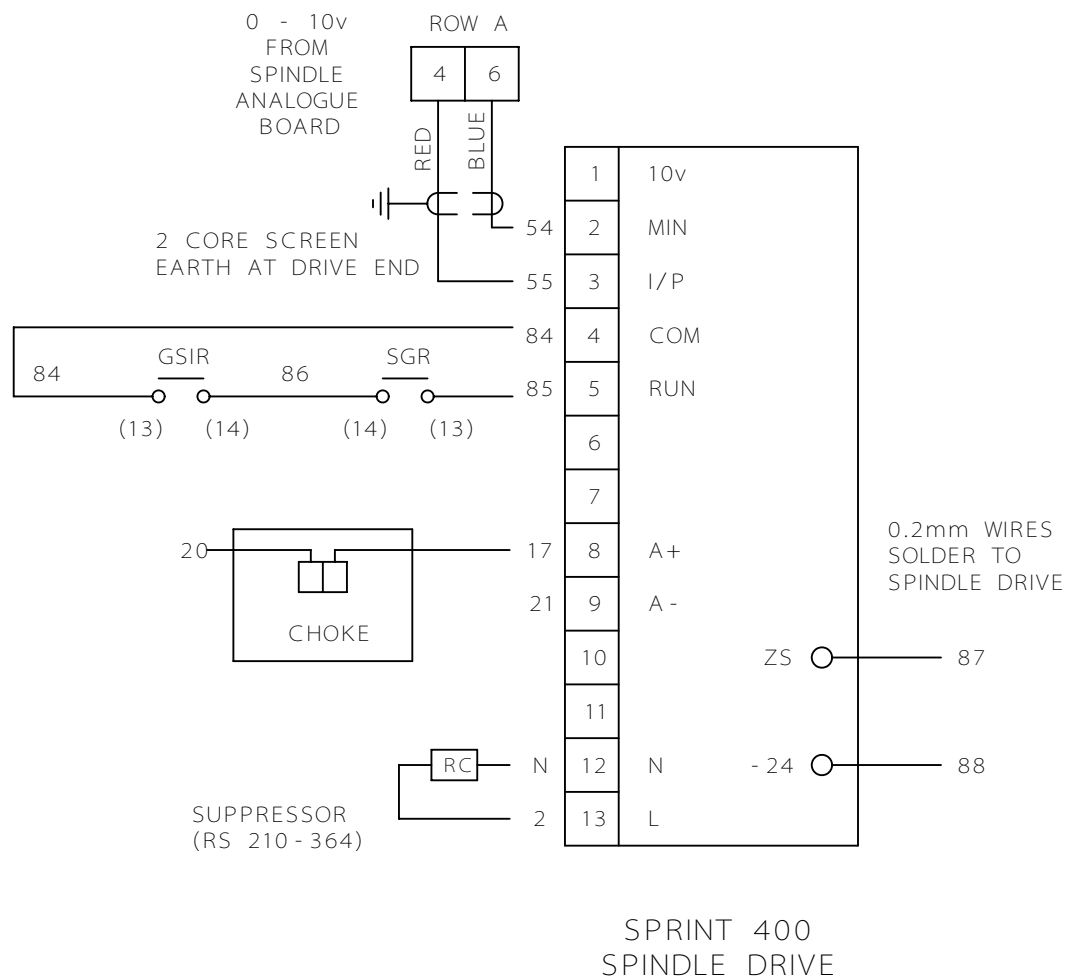 0 - 10v
FROM
SPINDLE
ANALOGUE
BOARD
ROW A
4 6
RED
BLUE
2 CORE SCREEN
EARTH AT DRIVE END
1 10v
54 2 MIN
55 3 I/P
84 4 COM
84 GSIR 86 SGR
85 5 RUN
(13) (14) (14) (13)
6
7
20 17 8 A+
21 9 A-
CHOKE
0.2mm WIRES
SOLDER TO
SPINDLE DRIVE
10 ZS 87
11
RC N 12 N -24 88
2 13 L
SUPPRESSOR
(RS 210-364)
SPRINT 400
SPINDLE DRIVE